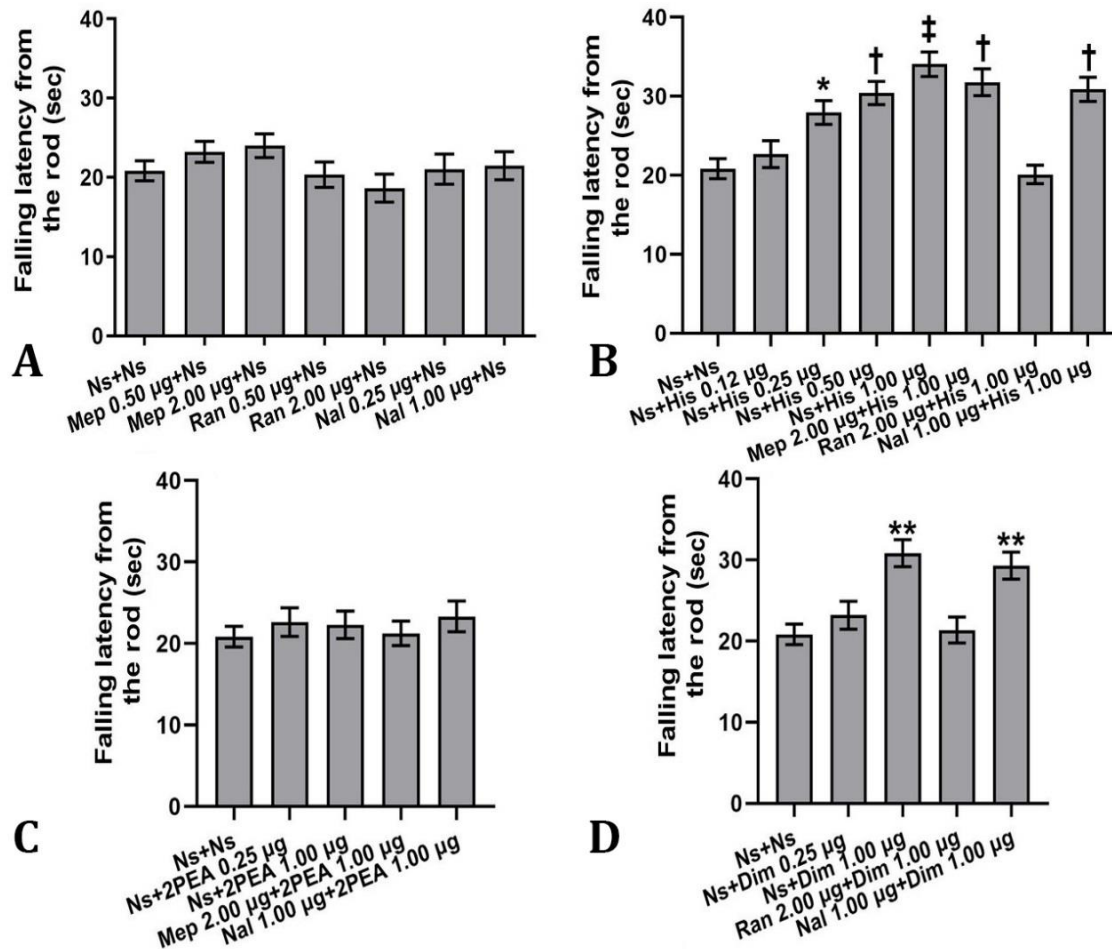 Falling latency from
the rod (sec)
40
30
20
10
0
Ns+Ns
Mep 0.50 µg+Ns
Mep 2.00 µg+Ns
Ran 0.50 µg+Ns
Ran 2.00 µg+Ns
Nal 0.25 µg+Ns
Nal 1.00 µg+Ns
A
Falling latency from
the rod (sec)
40
30
20
10
0
*
†
‡
†
†
Ns+Ns
Ns+His 0.12 µg
Ns+His 0.25 µg
Ns+His 0.50 µg
Ns+His 1.00 µg
Mep 2.00 µg+His 1.00 µg
Ran 2.00 µg+His 1.00 µg
Nal 1.00 µg+His 1.00 µg
B
Falling latency from
the rod (sec)
40
30
20
10
0
Ns+Ns
Ns+2PEA 0.25 µg
Ns+2PEA 1.00 µg
Mep 2.00 µg+2PEA 1.00 µg
Nal 1.00 µg+2PEA 1.00 µg
C
Falling latency from
the rod (sec)
40
30
20
10
0
**
**
Ns+Ns
Ns+Dim 0.25 µg
Ns+Dim 1.00 µg
Ran 2.00 µg+Dim 1.00 µg
Nal 1.00 µg+Dim 1.00 µg
D